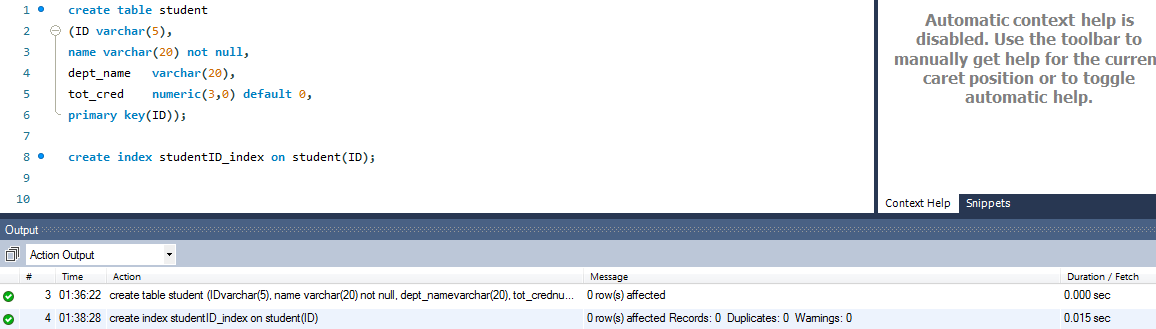 1 create table student
2 (ID varchar(5),
3 name varchar(20) not null,
4 dept_name varchar(20),
5 tot_cred numeric(3,0) default 0,
6 primary key(ID));
7
8 create index studentID_index on student(ID);
9
10
Automatic context help is
disabled. Use the toolbar to
manually get help for the curren
caret position or to toggle
automatic help.
Context Help Snippets
Output
Action Output
# Time Action Message Duration / Fetch
3 01:36:22 create table student (IDvarchar(5), name varchar(20) not null, dept_namevarchar(20), tot_crednu... 0 row(s) affected 0.000 sec
4 01:38:28 create index studentID_index on student(ID) 0 row(s) affected Records: 0 Duplicates: 0 Warnings: 0 0.015 sec